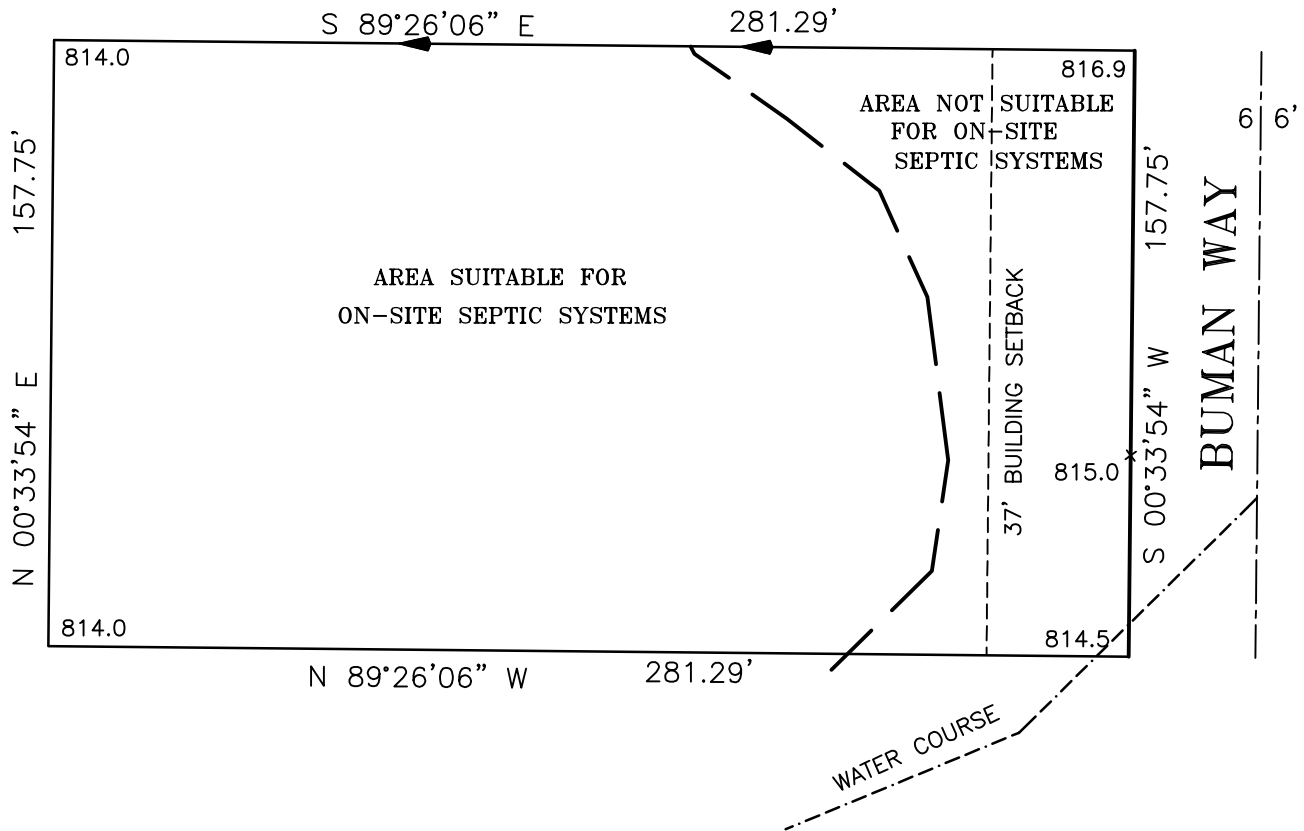 S 89°26'06" E
281.29'
814.0
816.9
AREA NOT SUITABLE
FOR ON-SITE
SEPTIC SYSTEMS
66'
157.75'
157.75'
BUMAN WAY
AREA SUITABLE FOR
ON-SITE SEPTIC SYSTEMS
37' BUILDING SETBACK
N 00°33'54" E
S 00°33'54" W
815.0
814.0
814.5
N 89°26'06" W
281.29'
WATER COURSE